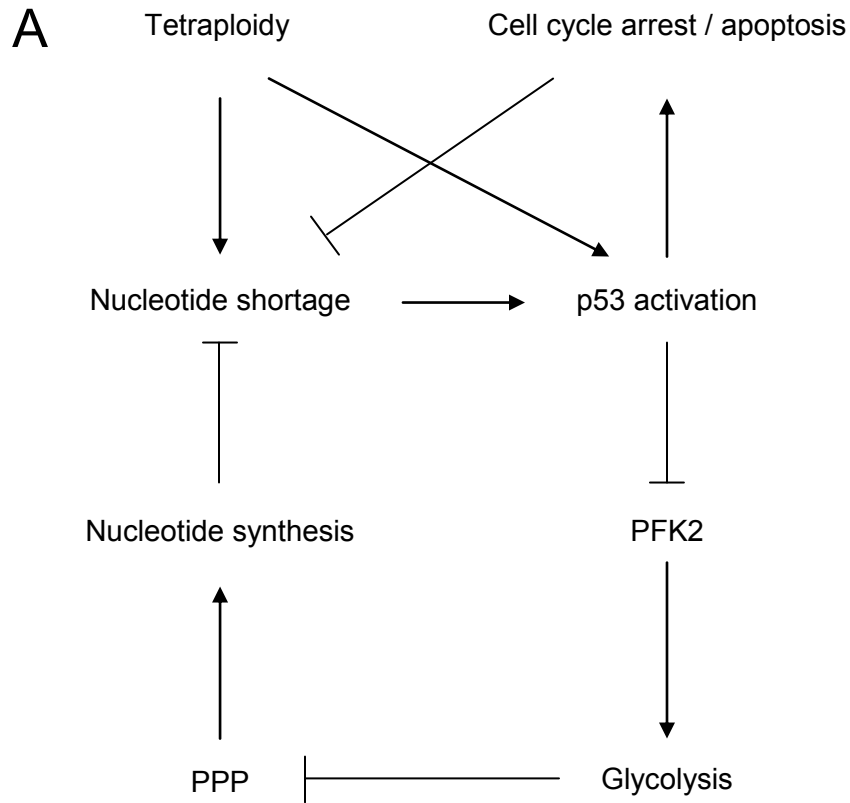 A
Tetraploidy
Cell cycle arrest / apoptosis
Nucleotide shortage
p53 activation
Nucleotide synthesis
PFK2
PPP
Glycolysis